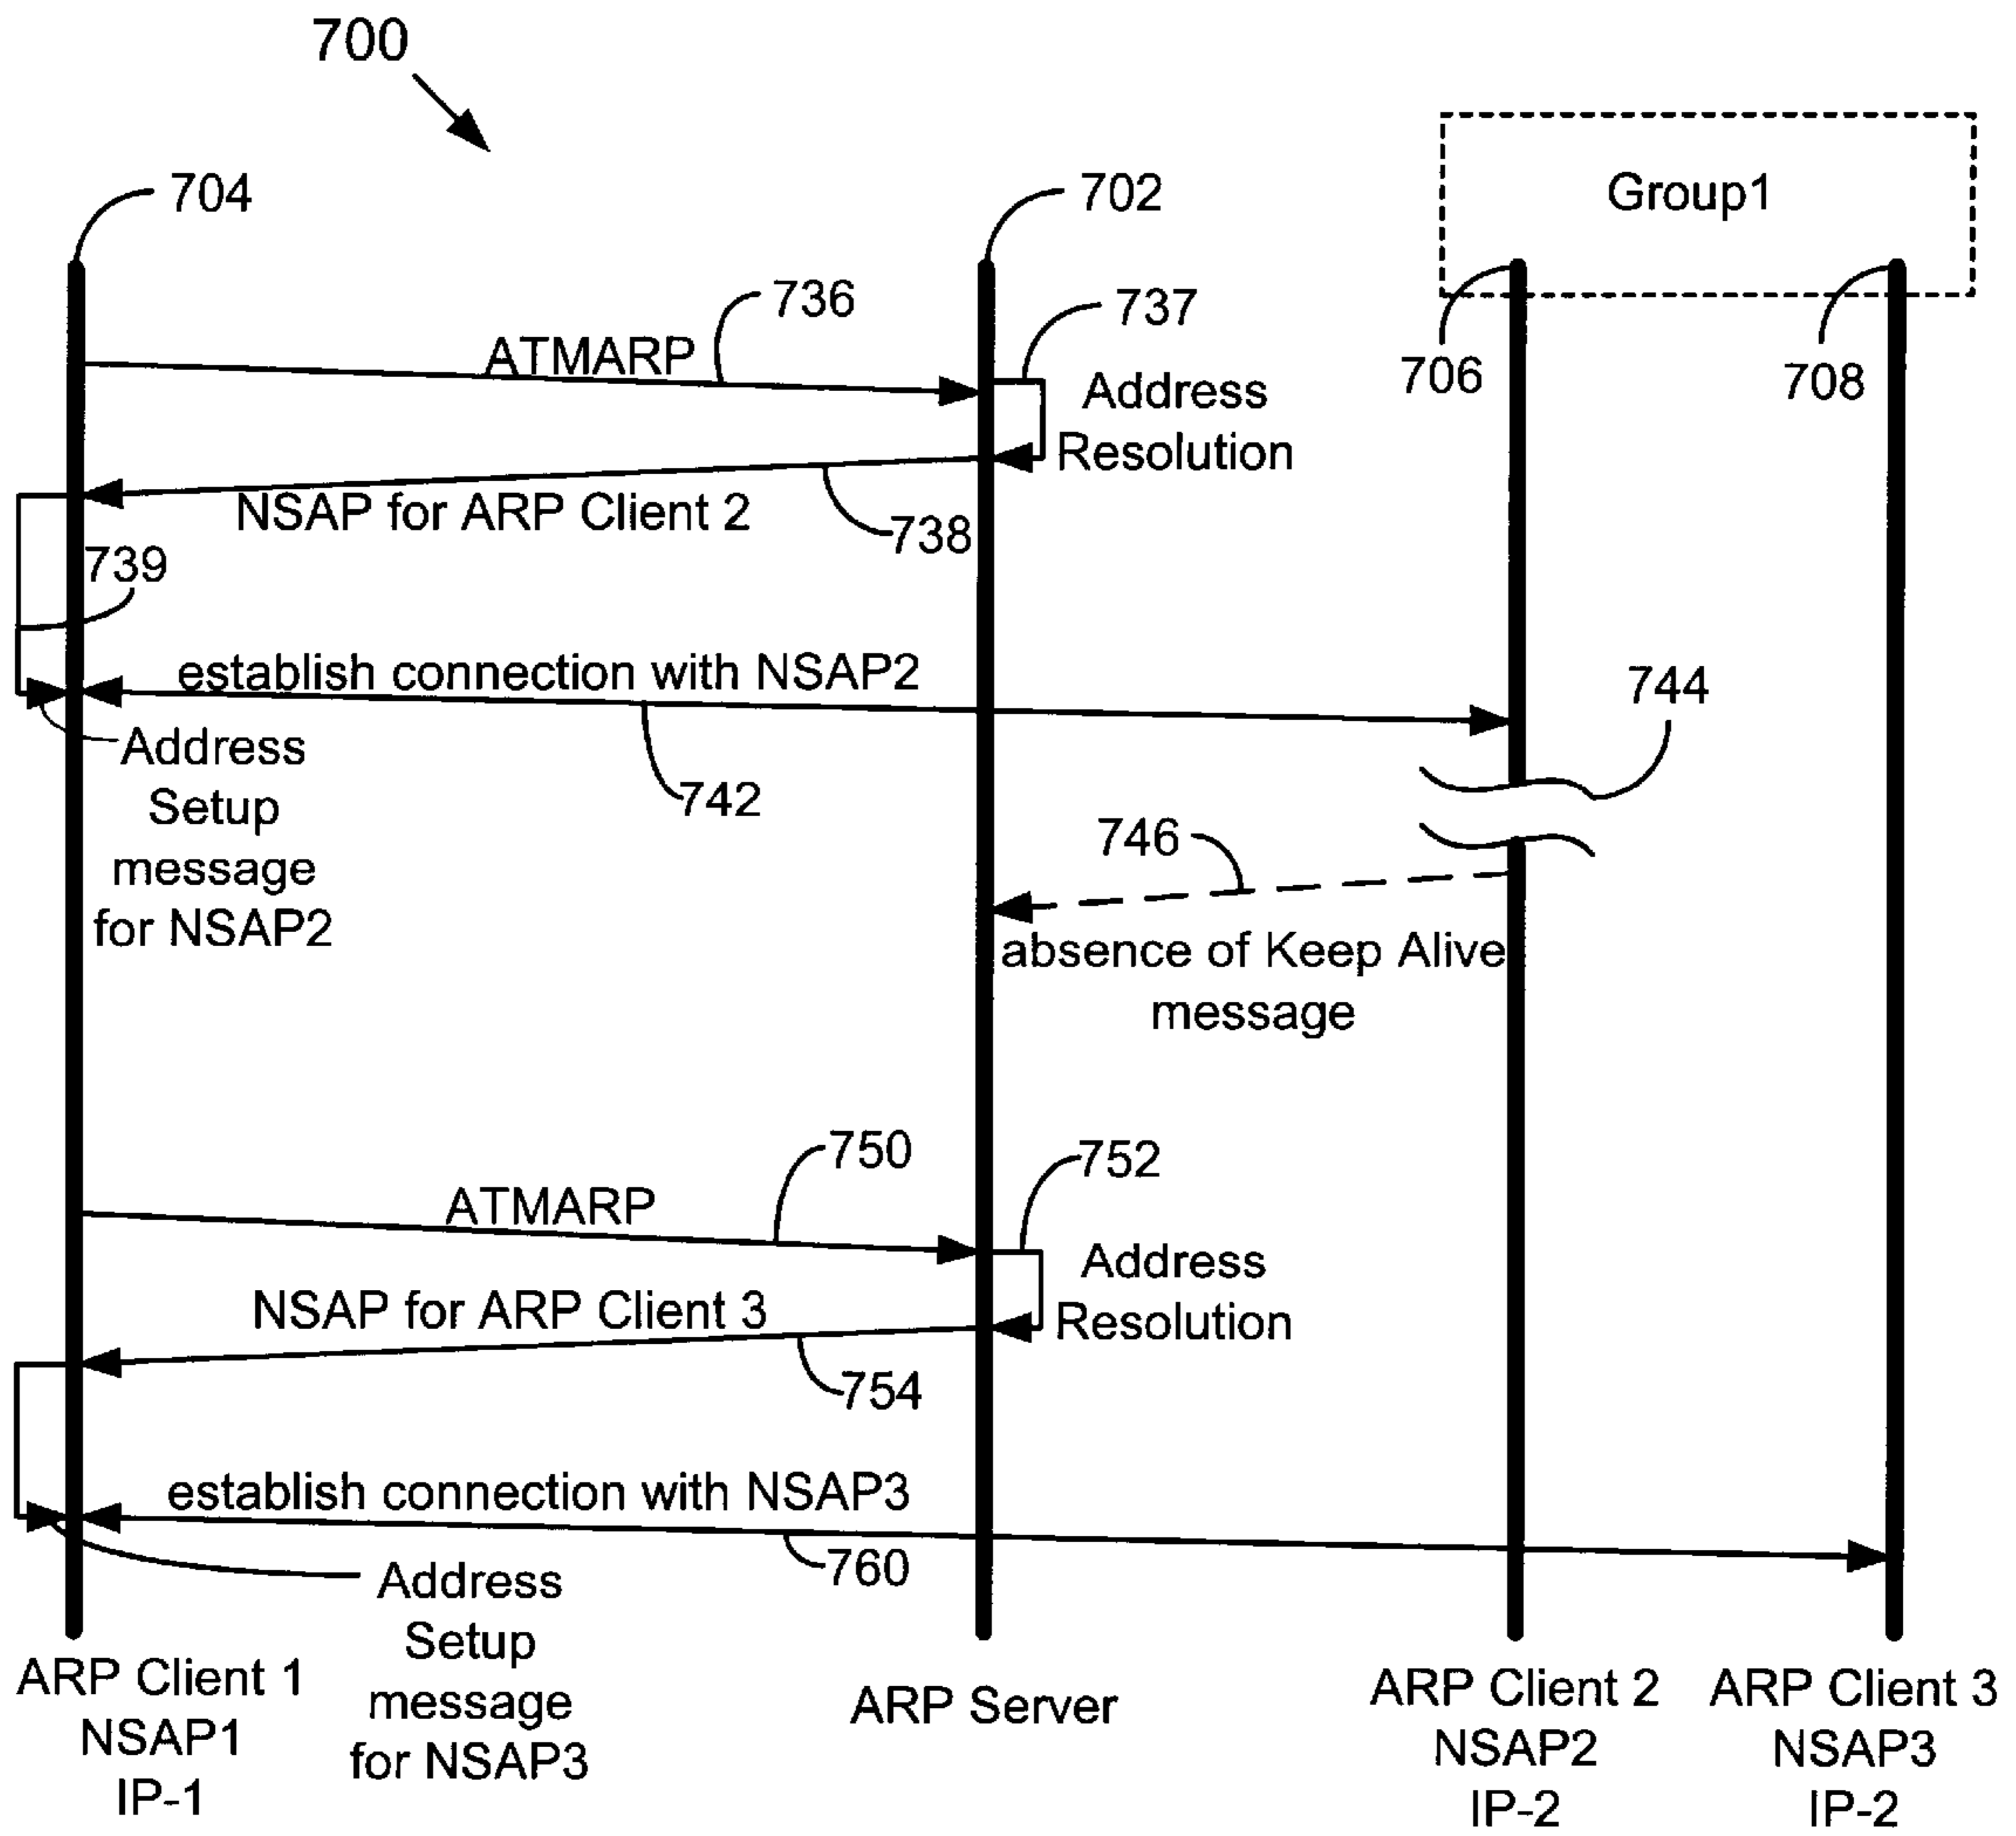 700
704
702
Group1
736
737
ATMARP
706
708
Address
Resolution
NSAP for ARP Client 2
738
739
establish connection with NSAP2
744
Address
Setup
message
for NSAP2
742
746
absence of Keep Alive
message
750
752
ATMARP
Address
Resolution
NSAP for ARP Client 3
754
establish connection with NSAP3
760
Address
Setup
message
for NSAP3
ARP Client 1
NSAP1
IP-1
ARP Server
ARP Client 2
NSAP2
IP-2
ARP Client 3
NSAP3
IP-2